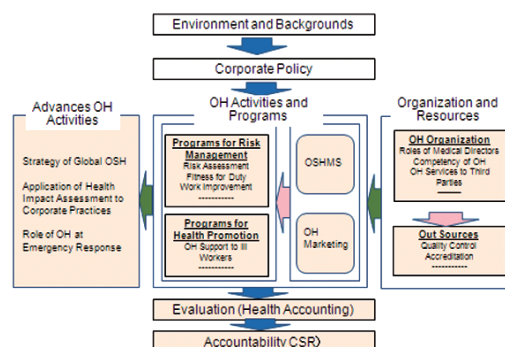 Environment and Backgrounds
Corporate Policy
Advances OH
Activities
Strategy of Global OSH
Application of Health
Impact Assessment to
Corporate Practices
Role of OH at
Emergency Response
OH Activities and
Programs
Programs for Risk
Management
Risk Assessment
Fitness for Duty
Work Improvement
-----------
Programs for
Health Promotion
OH Support to Ill
Workers
-----------
OSHMS
OH
Marketing
Organization and
Resources
OH Organization
Roles of Medical Directors
Competency of OH
OH Services to Third
Parties
Out Sources
Quality Control
Accreditation
-----------
Evaluation (Health Accounting)
Accountability CSR》